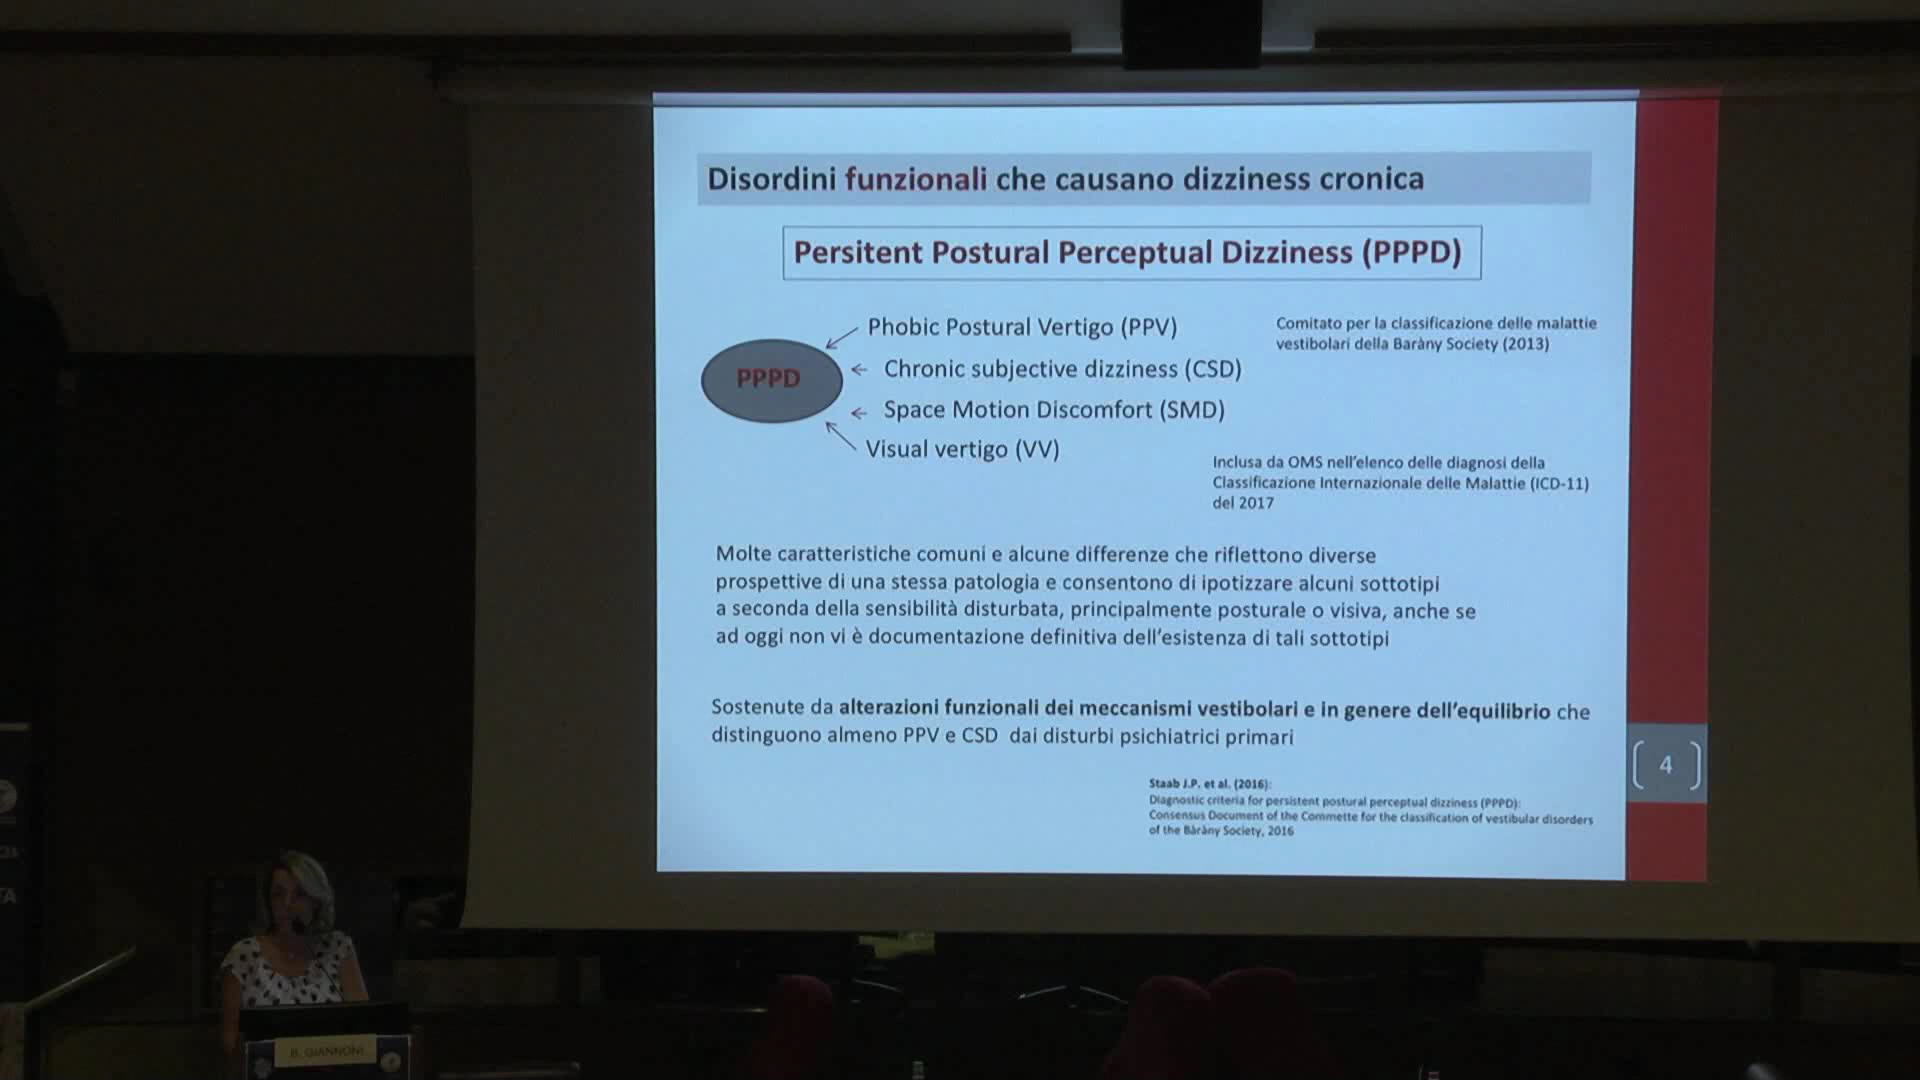 Disordini funzionali che causano dizziness cronica
Persitent Postural Perceptual Dizziness (PPPD)
PPPD
Phobic Postural Vertigo (PPV)
Chronic subjective dizziness (CSD)
Space Motion Discomfort (SMD)
Visual vertigo (VV)
Comitato per la classificazione delle malattie
vestibolari della Baràny Society (2013)
Inclusa da OMS nell'elenco delle diagnosi della
Classificazione Internazionale delle Malattie (ICD-11)
del 2017
Molte caratteristiche comuni e alcune differenze che riflettono diverse
prospettive di una stessa patologia e consentono di ipotizzare alcuni sottotipi
a seconda della sensibilità disturbata, principalmente posturale o visiva, anche se
ad oggi non vi è documentazione definitiva dell'esistenza di tali sottotipi
Sostenute da alterazioni funzionali dei meccanismi vestibolari e in genere dell'equilibrio che
distinguono almeno PPV e CSD dai disturbi psichiatrici primari
Staab J.P. et al. (2016):
Diagnostic criteria for persistent postural perceptual dizziness (PPPD):
Consensus Document of the Commette for the classification of vestibular disorders
of the Bàràny Society, 2016
4
B. GIANNONI
TA